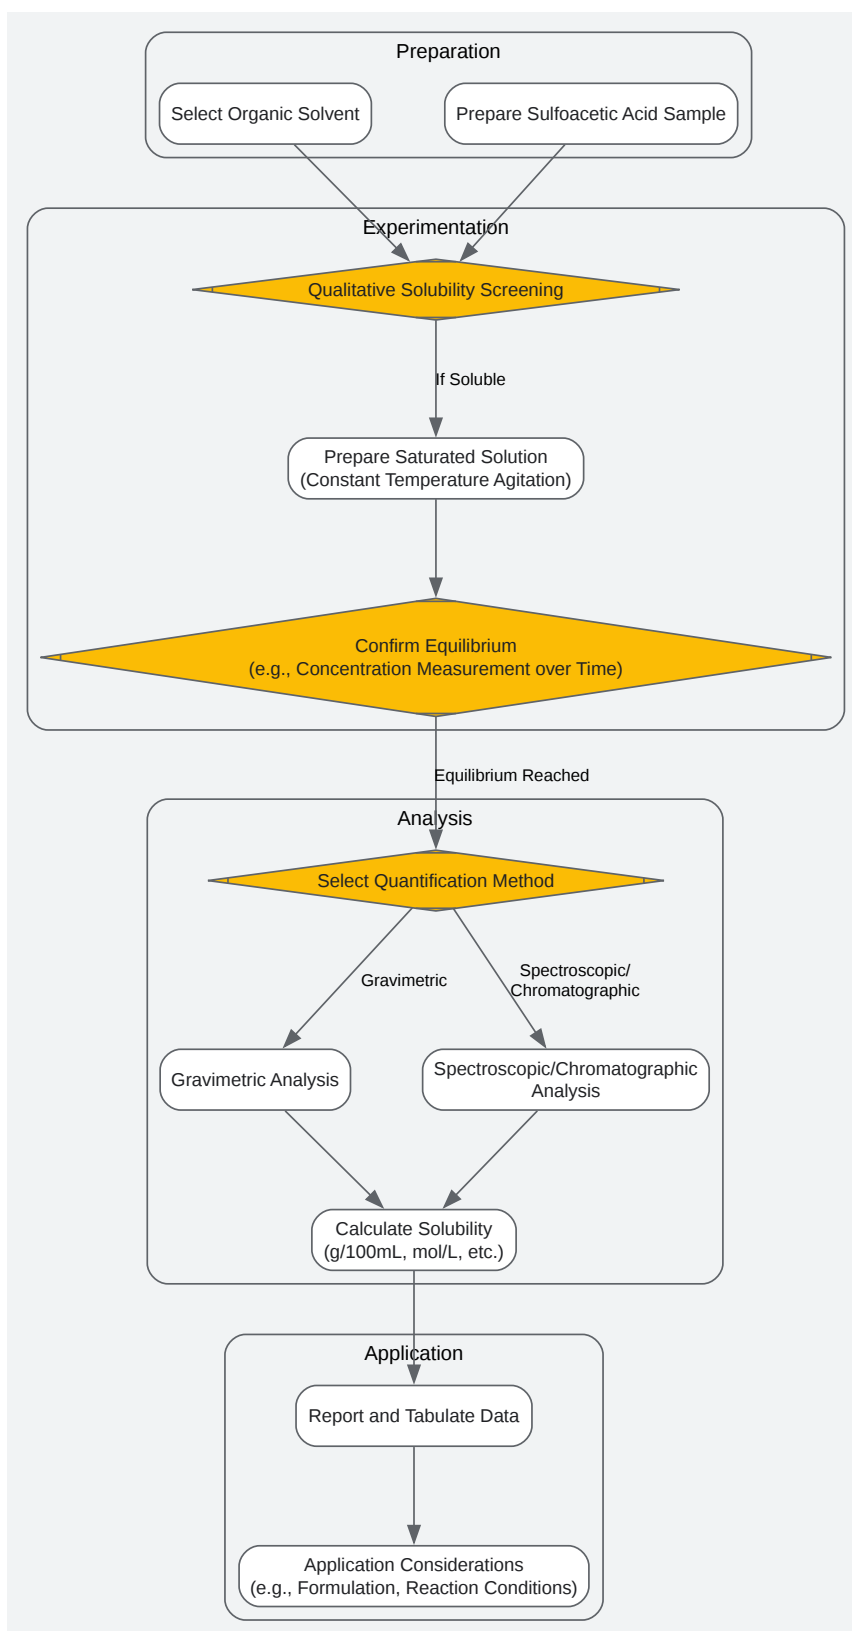 Preparation
Select Organic Solvent
Prepare Sulfoacetic Acid Sample
Experimentation
Qualitative Solubility Screening
If Soluble
Prepare Saturated Solution
(Constant Temperature Agitation)
Confirm Equilibrium
(e.g., Concentration Measurement over Time)
Equilibrium Reached
Analysis
Select Quantification Method
Gravimetric
Spectroscopic/
Chromatographic
Gravimetric Analysis
Spectroscopic/Chromatographic
Analysis
Calculate Solubility
(g/100mL, mol/L, etc.)
Application
Report and Tabulate Data
Application Considerations
(e.g., Formulation, Reaction Conditions)